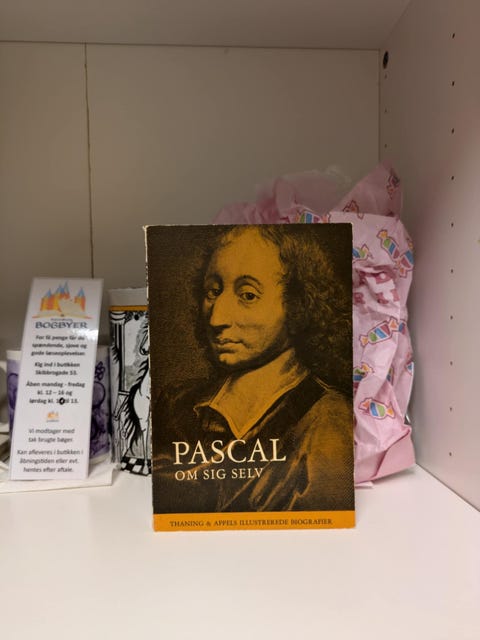 BOGBYER
For få penge får du
spændende, sjove og
gode læseoplevelser.
Kig ind i butikken
Skibbrogade 55.
Åben mandag - fredag
kl. 12 – 16 og
lørdag kl.
Vi modtager med
tak brugte bøger.
Kan afleveres i butikken i
åbningstiden eller evt.
hentes efter aftale.
PASCAL
OM SIG SELV
THANING & APPELS ILLUSTREREDE BIOGRAFIER